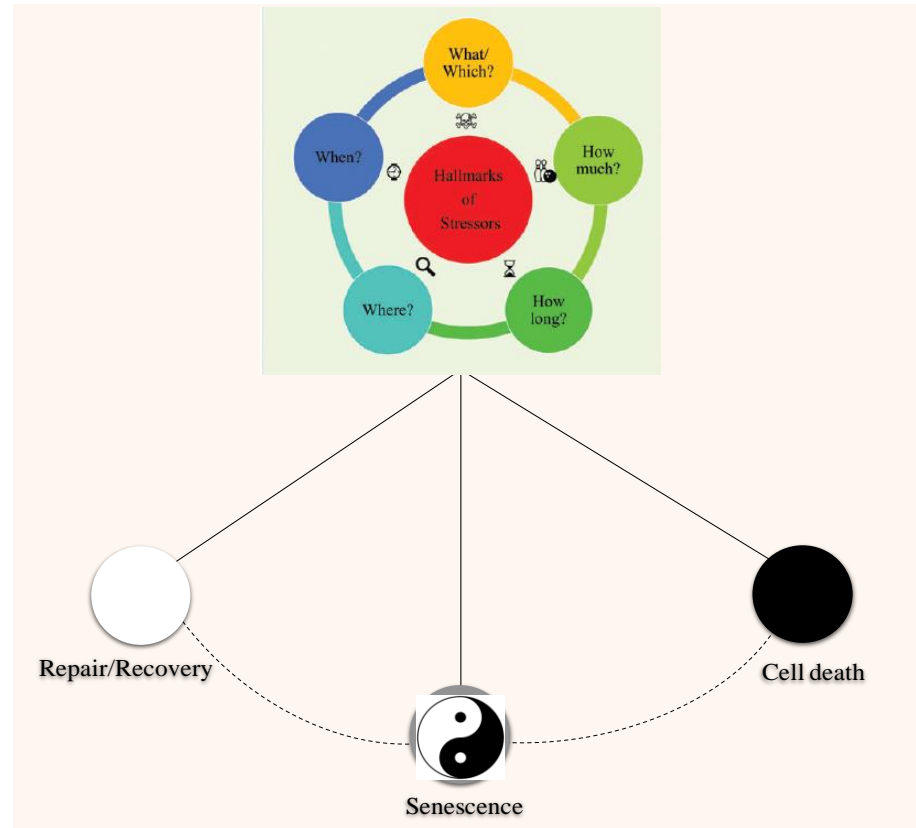 What/
Which?
When?
How
much?
Hallmarks
of
Stressors
Where?
How
long?
Repair/Recovery
Cell death
Senescence